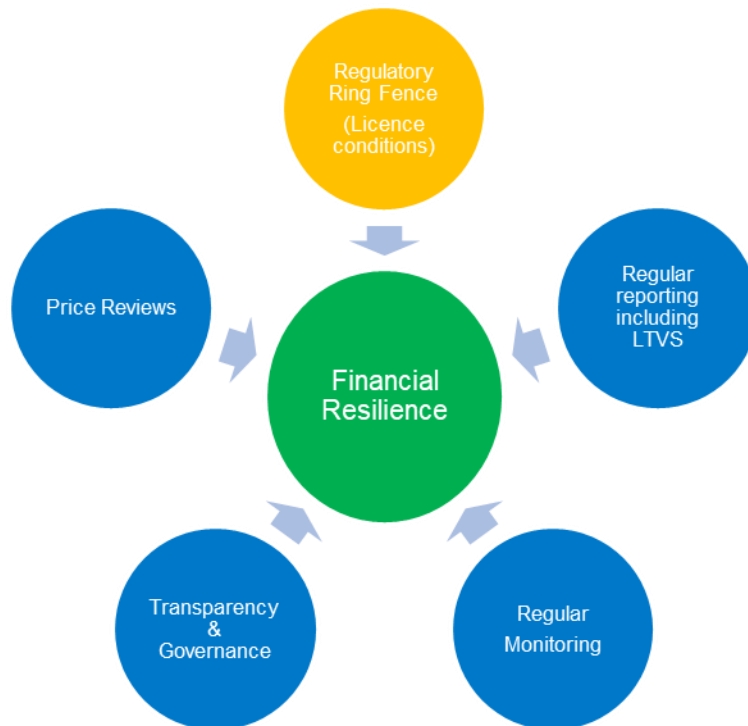 Regulatory
Ring Fence
(Licence
conditions)
Price Reviews
Regular
reporting
including
LTVS
Financial
Resilience
Transparency
&
Governance
Regular
Monitoring